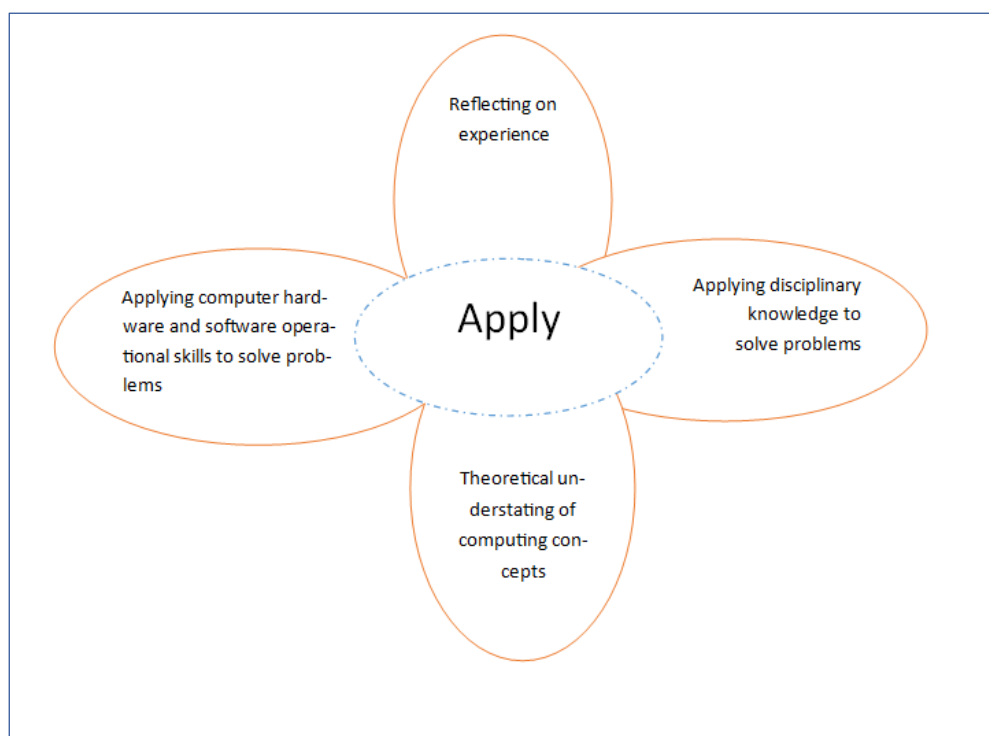 Reflecting on
experience
Applying computer hard-
ware and software opera-
tional skills to solve prob-
lems
Apply
Applying disciplinary
knowledge to
solve problems
Theoretical un-
derstating of
computing con-
cepts